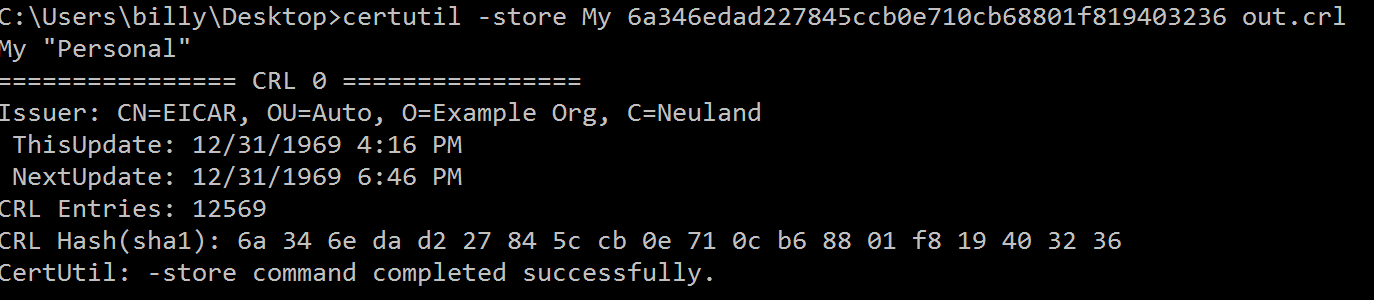 C:\Users\billy\Desktop>certutil -store My 6a346edad227845ccb0e710cb68801f819403236 out.crl
My "Personal"
================ CRL 0 ================
Issuer: CN=EICAR, OU=Auto, O=Example Org, C=Neuland
 ThisUpdate: 12/31/1969 4:16 PM
 NextUpdate: 12/31/1969 6:46 PM
CRL Entries: 12569
CRL Hash(sha1): 6a 34 6e da d2 27 84 5c cb 0e 71 0c b6 88 01 f8 19 40 32 36
CertUtil: -store command completed successfully.